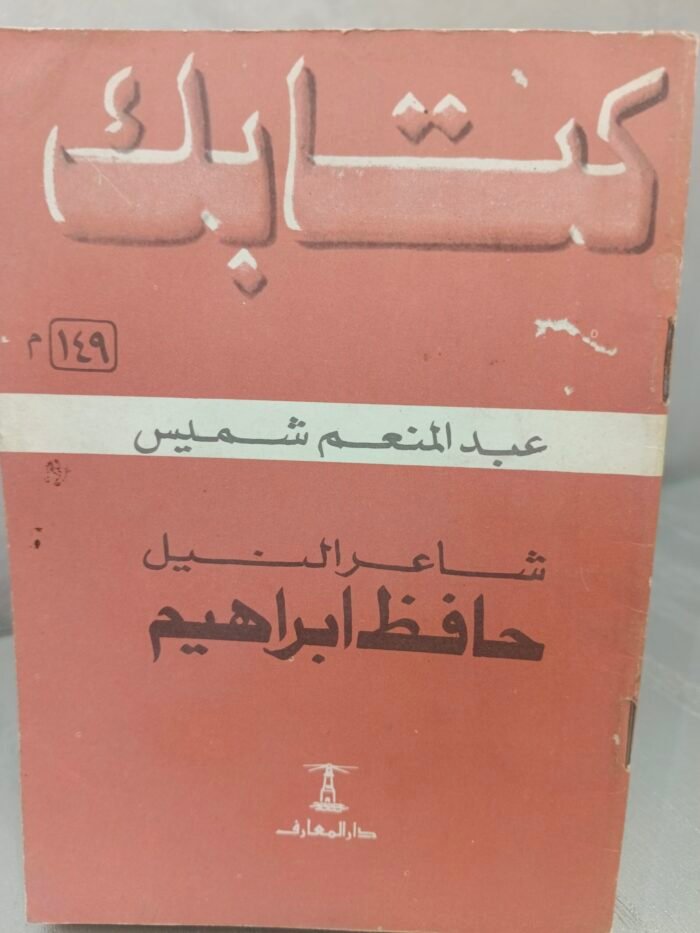 كتابك
١٤٩ م
عبد المنعم شميس
شاعر النيل
حافظ ابراهيم
دار المعارف